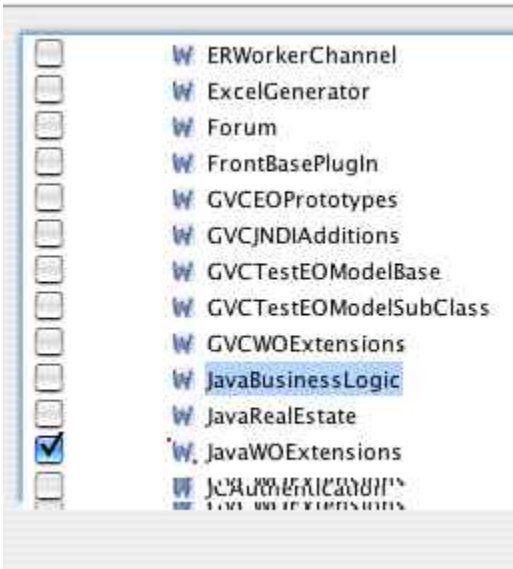 ERWorkerChannel
ExcelGenerator
Forum
FrontBasePlugIn
GVCEOPrototypes
GVCJNDIAdditions
GVCTestEOModelBase
GVCTestEOModelSubClass
GVCWOExtensions
JavaBusinessLogic
JavaRealEstate
JavaWOExtensions